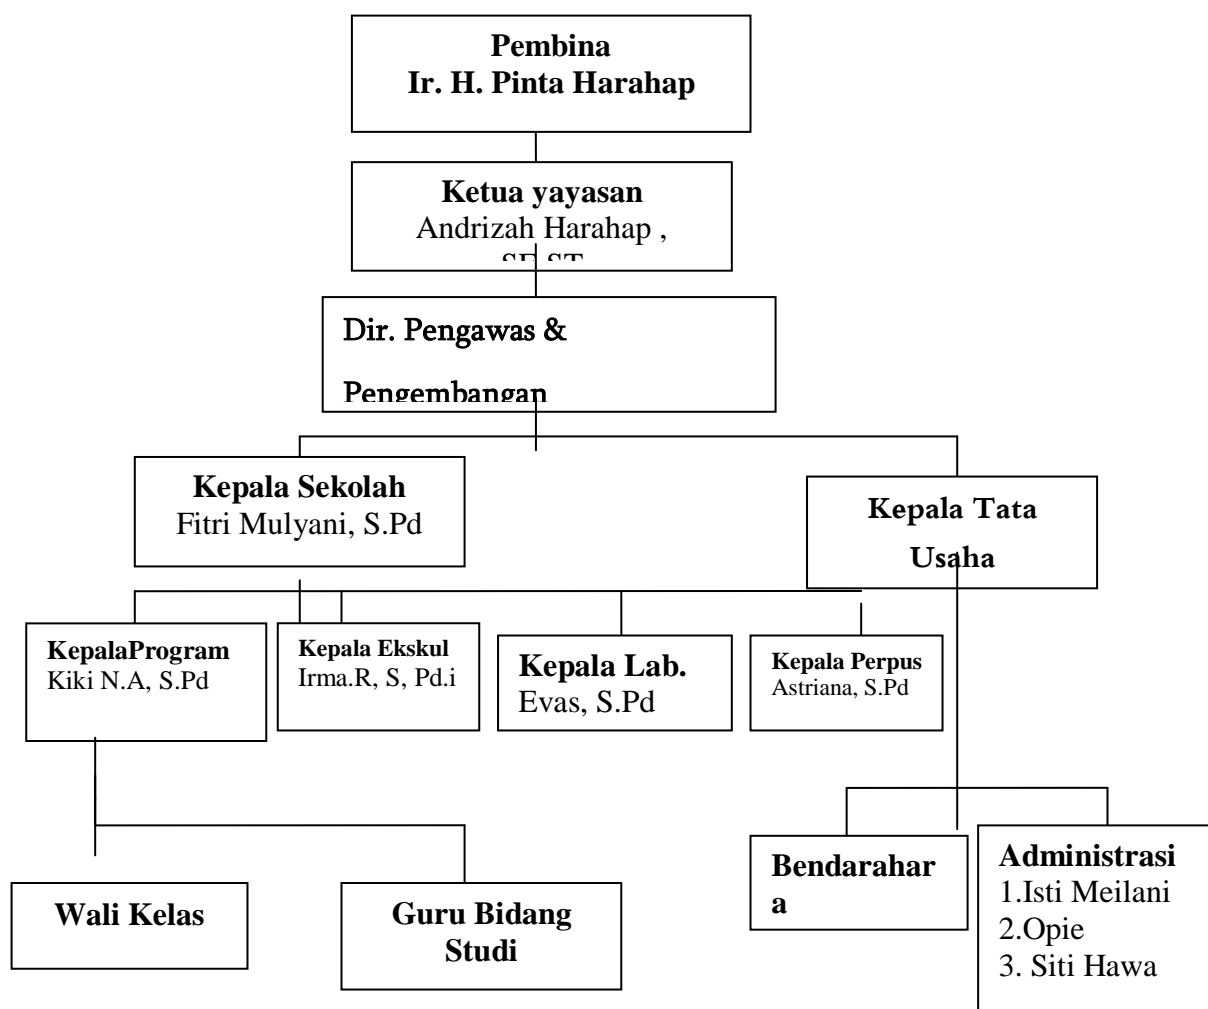 Pembina
Ir. H. Pinta Harahap
Ketua yayasan
Andrizah Harahap ,
Dir. Pengawas &
Pengembangan
Kepala Sekolah
Fitri Mulyani, S.Pd
Kepala Tata
Usaha
KepalaProgram
Kiki N.A, S.Pd
Kepala Ekskul
Irma.R, S, Pd.i
Kepala Lab.
Evas, S.Pd
Kepala Perpus
Astriana, S.Pd
Wali Kelas
Guru Bidang
Studi
Bendarahar
a
Administrasi
1.Isti Meilani
2.Opie
3. Siti Hawa